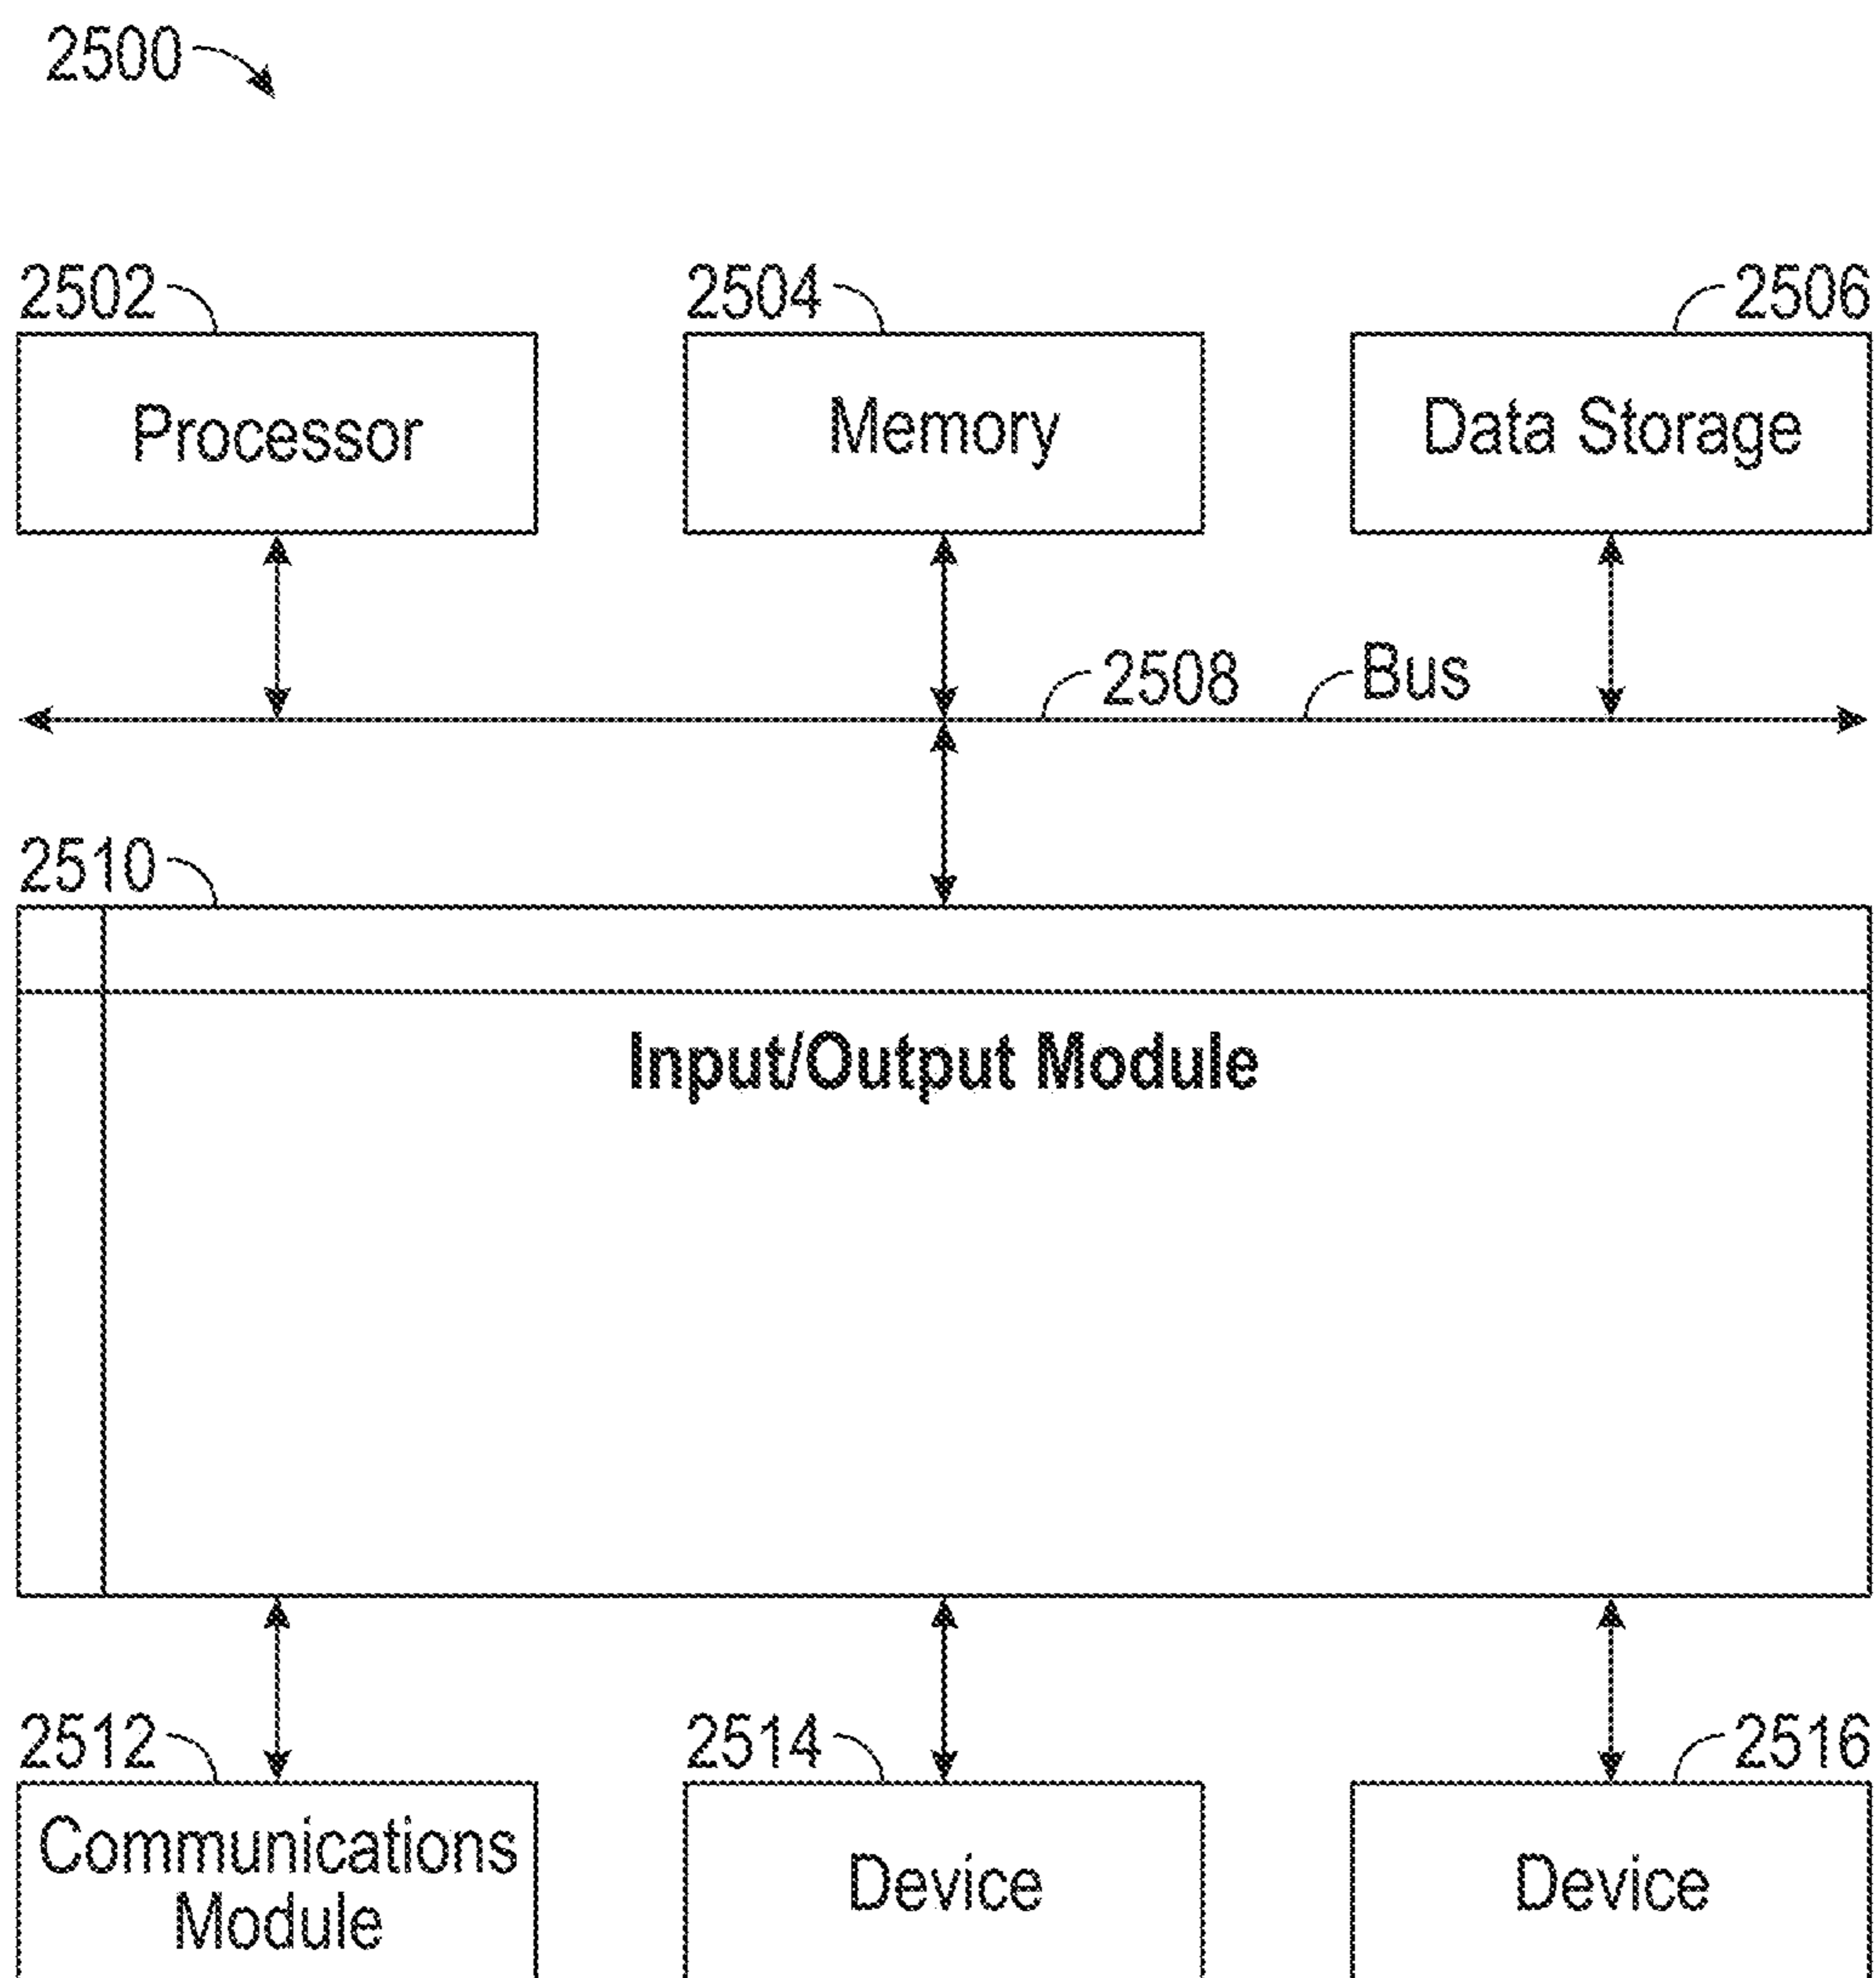 2500
2502
2504
2506
Processor
Memory
Data Storage
2508
Bus
2510
Input/Output Module
2512
2514
2516
Communications
Module
Device
Device